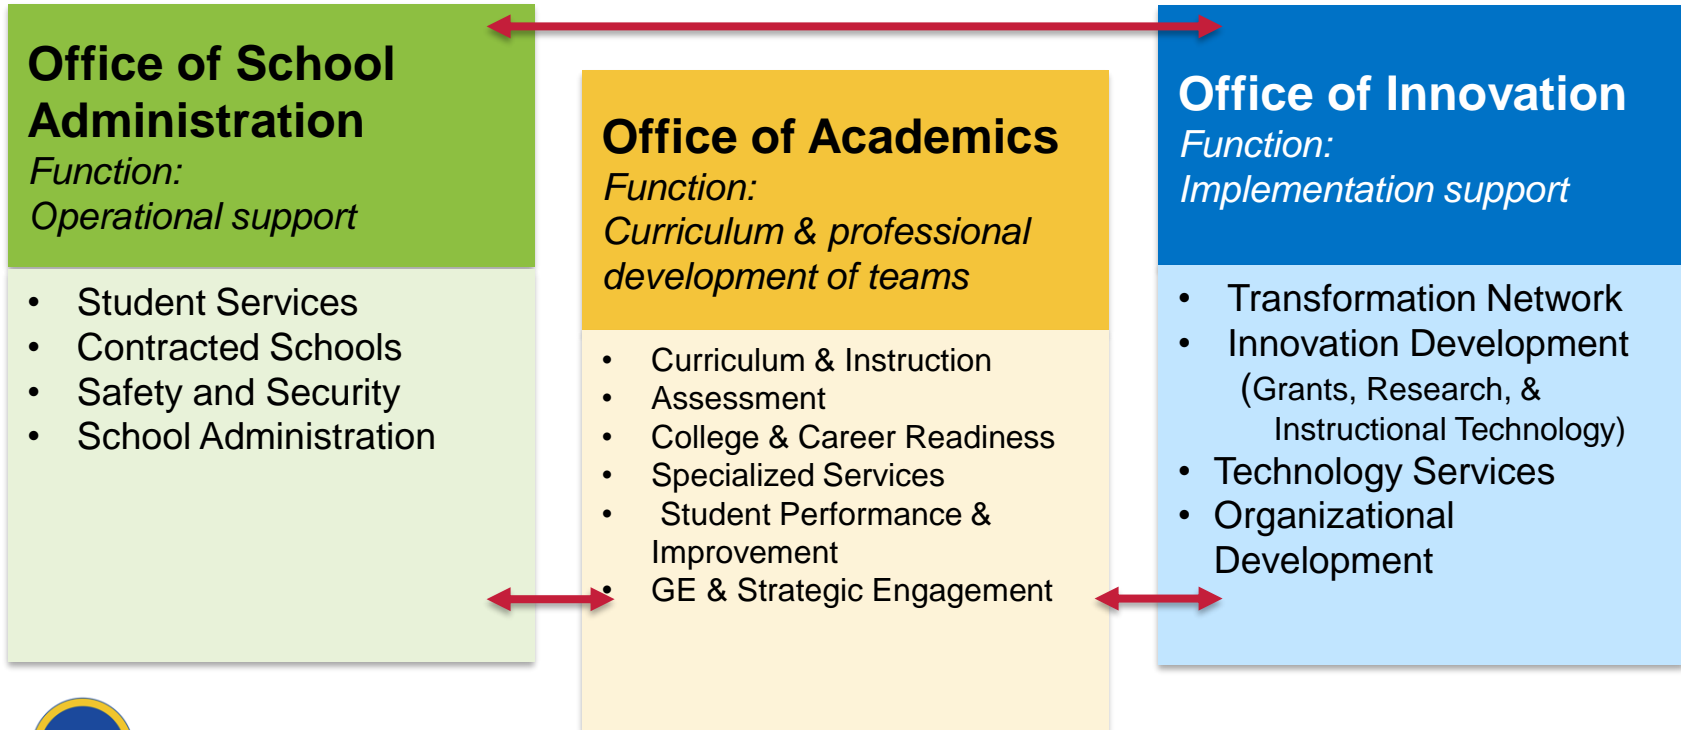 Office of School
Administration
Function:
Operational support
• Student Services
• Contracted Schools
• Safety and Security
• School Administration
Office of Academics
Function:
Curriculum & professional
development of teams
• Curriculum & Instruction
• Assessment
• College & Career Readiness
• Specialized Services
• Student Performance &
Improvement
• GE & Strategic Engagement
Office of Innovation
Function:
Implementation support
• Transformation Network
• Innovation Development
(Grants, Research, &
Instructional Technology)
• Technology Services
• Organizational
Development